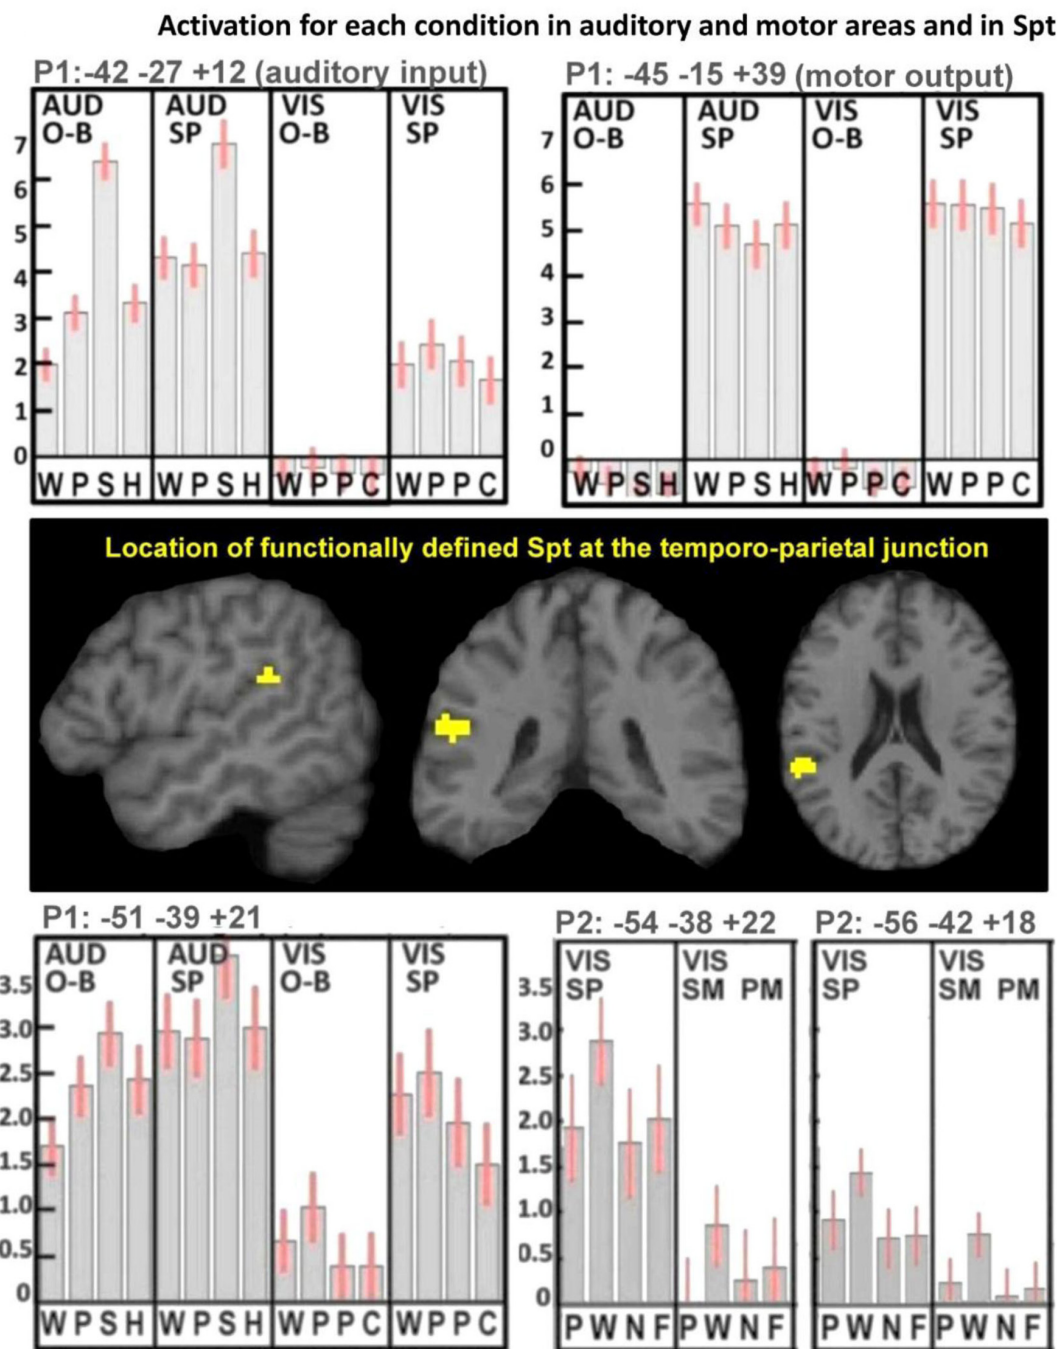 Activation for each condition in auditory and motor areas and in Spt
P1:-42 -27 +12 (auditory input)
AUD AUD VIS VIS
O-B SP O-B SP
7
6
5
4
3
2
1
0
W P S H W P S H W P P C W P P C
P1: -45 -15 +39 (motor output)
AUD AUD VIS VIS
O-B SP O-B SP
7
6
5
4
3
2
1
0
W P S H W P S H W P P C W P P C
Location of functionally defined Spt at the temporo-parietal junction
P1: -51 -39 +21
AUD AUD VIS VIS
O-B SP O-B SP
3.5
3.0
2.5
2.0
1.5
1.0
0.5
0
W P S H W P S H W P P C W P P C
P2: -54 -38 +22
VIS VIS
SP SM PM
3.5
3.0
2.5
2.0
1.5
1.0
0.5
0
P W N F P W N F
P2: -56 -42 +18
VIS VIS
SP SM PM
P W N F P W N F